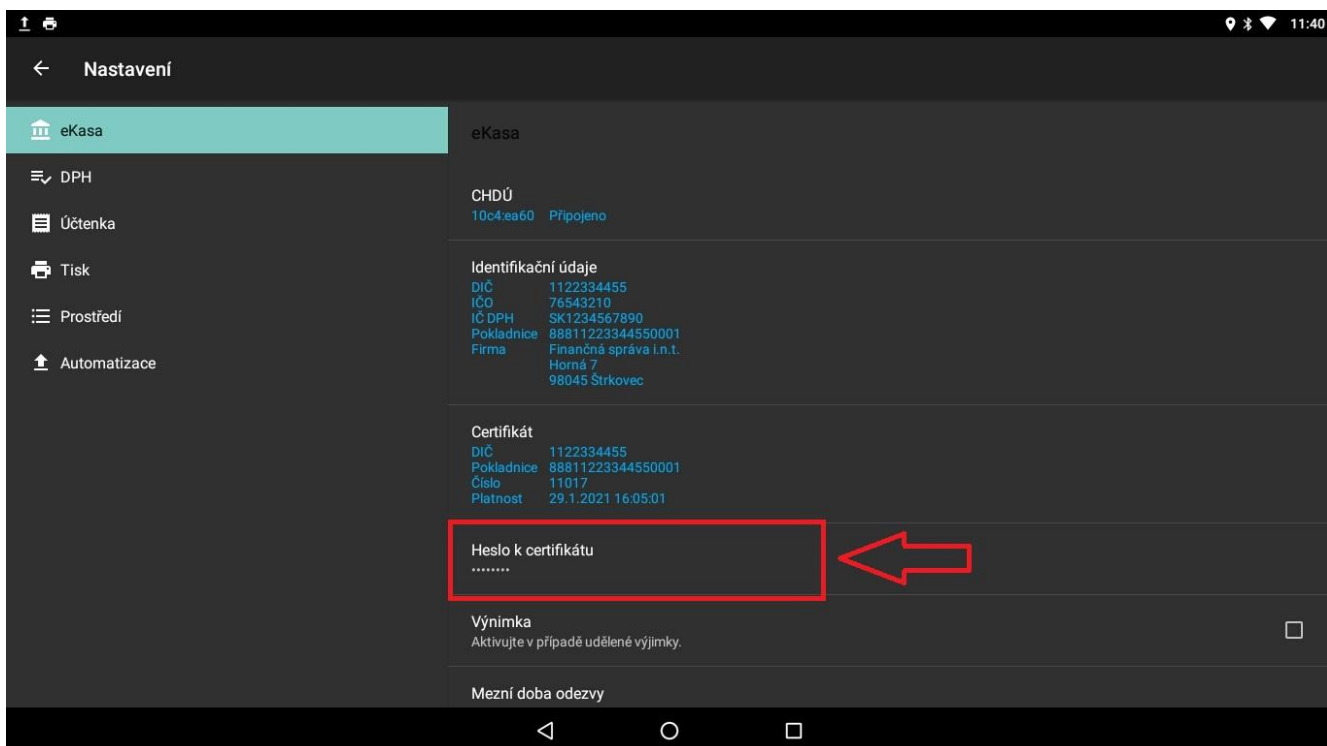 11:40
Nastavení
eKasa
DPH
Účtenka
Tisk
Prostředí
Automatizace
eKasa
CHDÚ
10c4:ea60 Připojeno
Identifikační údaje
DIČ 1122334455
IČO 76543210
IČ DPH SK1234567890
Pokladnice 88811223344550001
Firma Finančná správa i.n.t.
Horná 7
98045 Štrkovec
Certifikát
DIČ 1122334455
Pokladnice 88811223344550001
Číslo 11017
Platnost 29.1.2021 16:05:01
Heslo k certifikátu
••••••••
Výnimka
Aktivujte v případě udělené výjimky.
Mezní doba odezvy